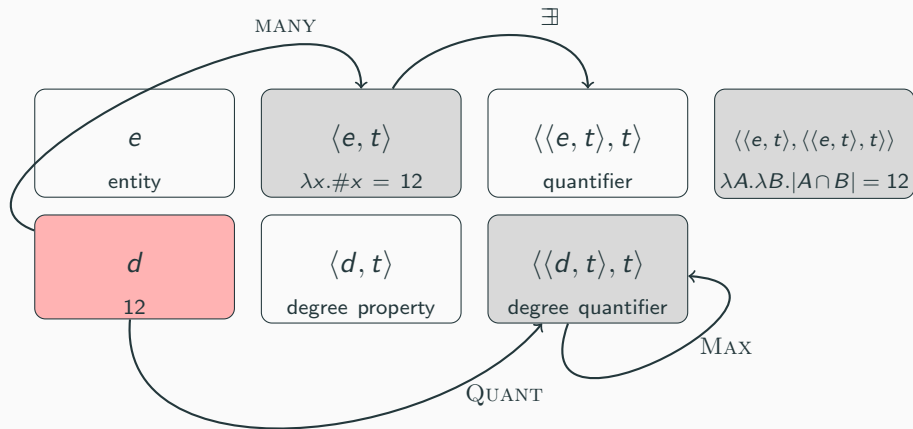 MANY
∃
e
entity
⟨e, t⟩
λx.#x = 12
⟨⟨e, t⟩, t⟩
quantifier
⟨⟨e, t⟩, ⟨⟨e, t⟩, t⟩⟩
λA.λB.|A ∩ B| = 12
d
12
⟨d, t⟩
degree property
⟨⟨d, t⟩, t⟩
degree quantifier
MAX
QUANT